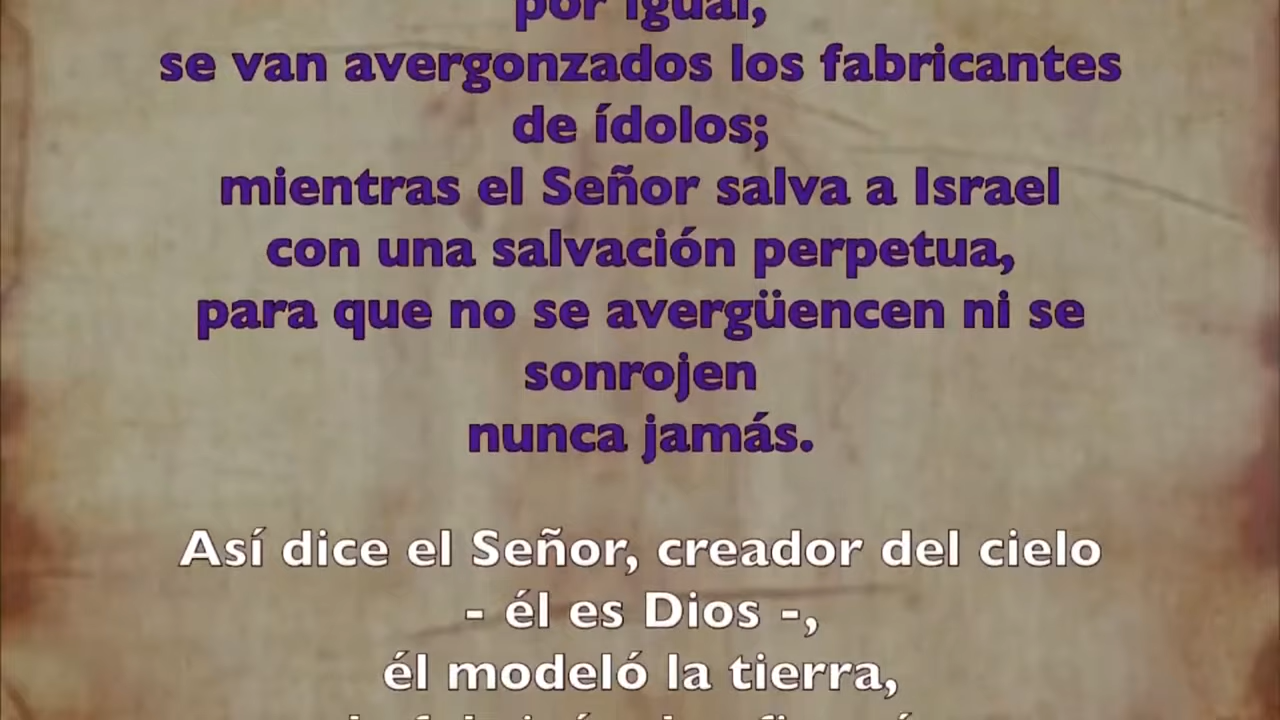 por igual,
se van avergonzados los fabricantes
de ídolos;
mientras el Señor salva a Israel
con una salvación perpetua,
para que no se avergüencen ni se
sonrojen
nunca jamás.
Así dice el Señor, creador del cielo
- él es Dios -,
él modeló la tierra,